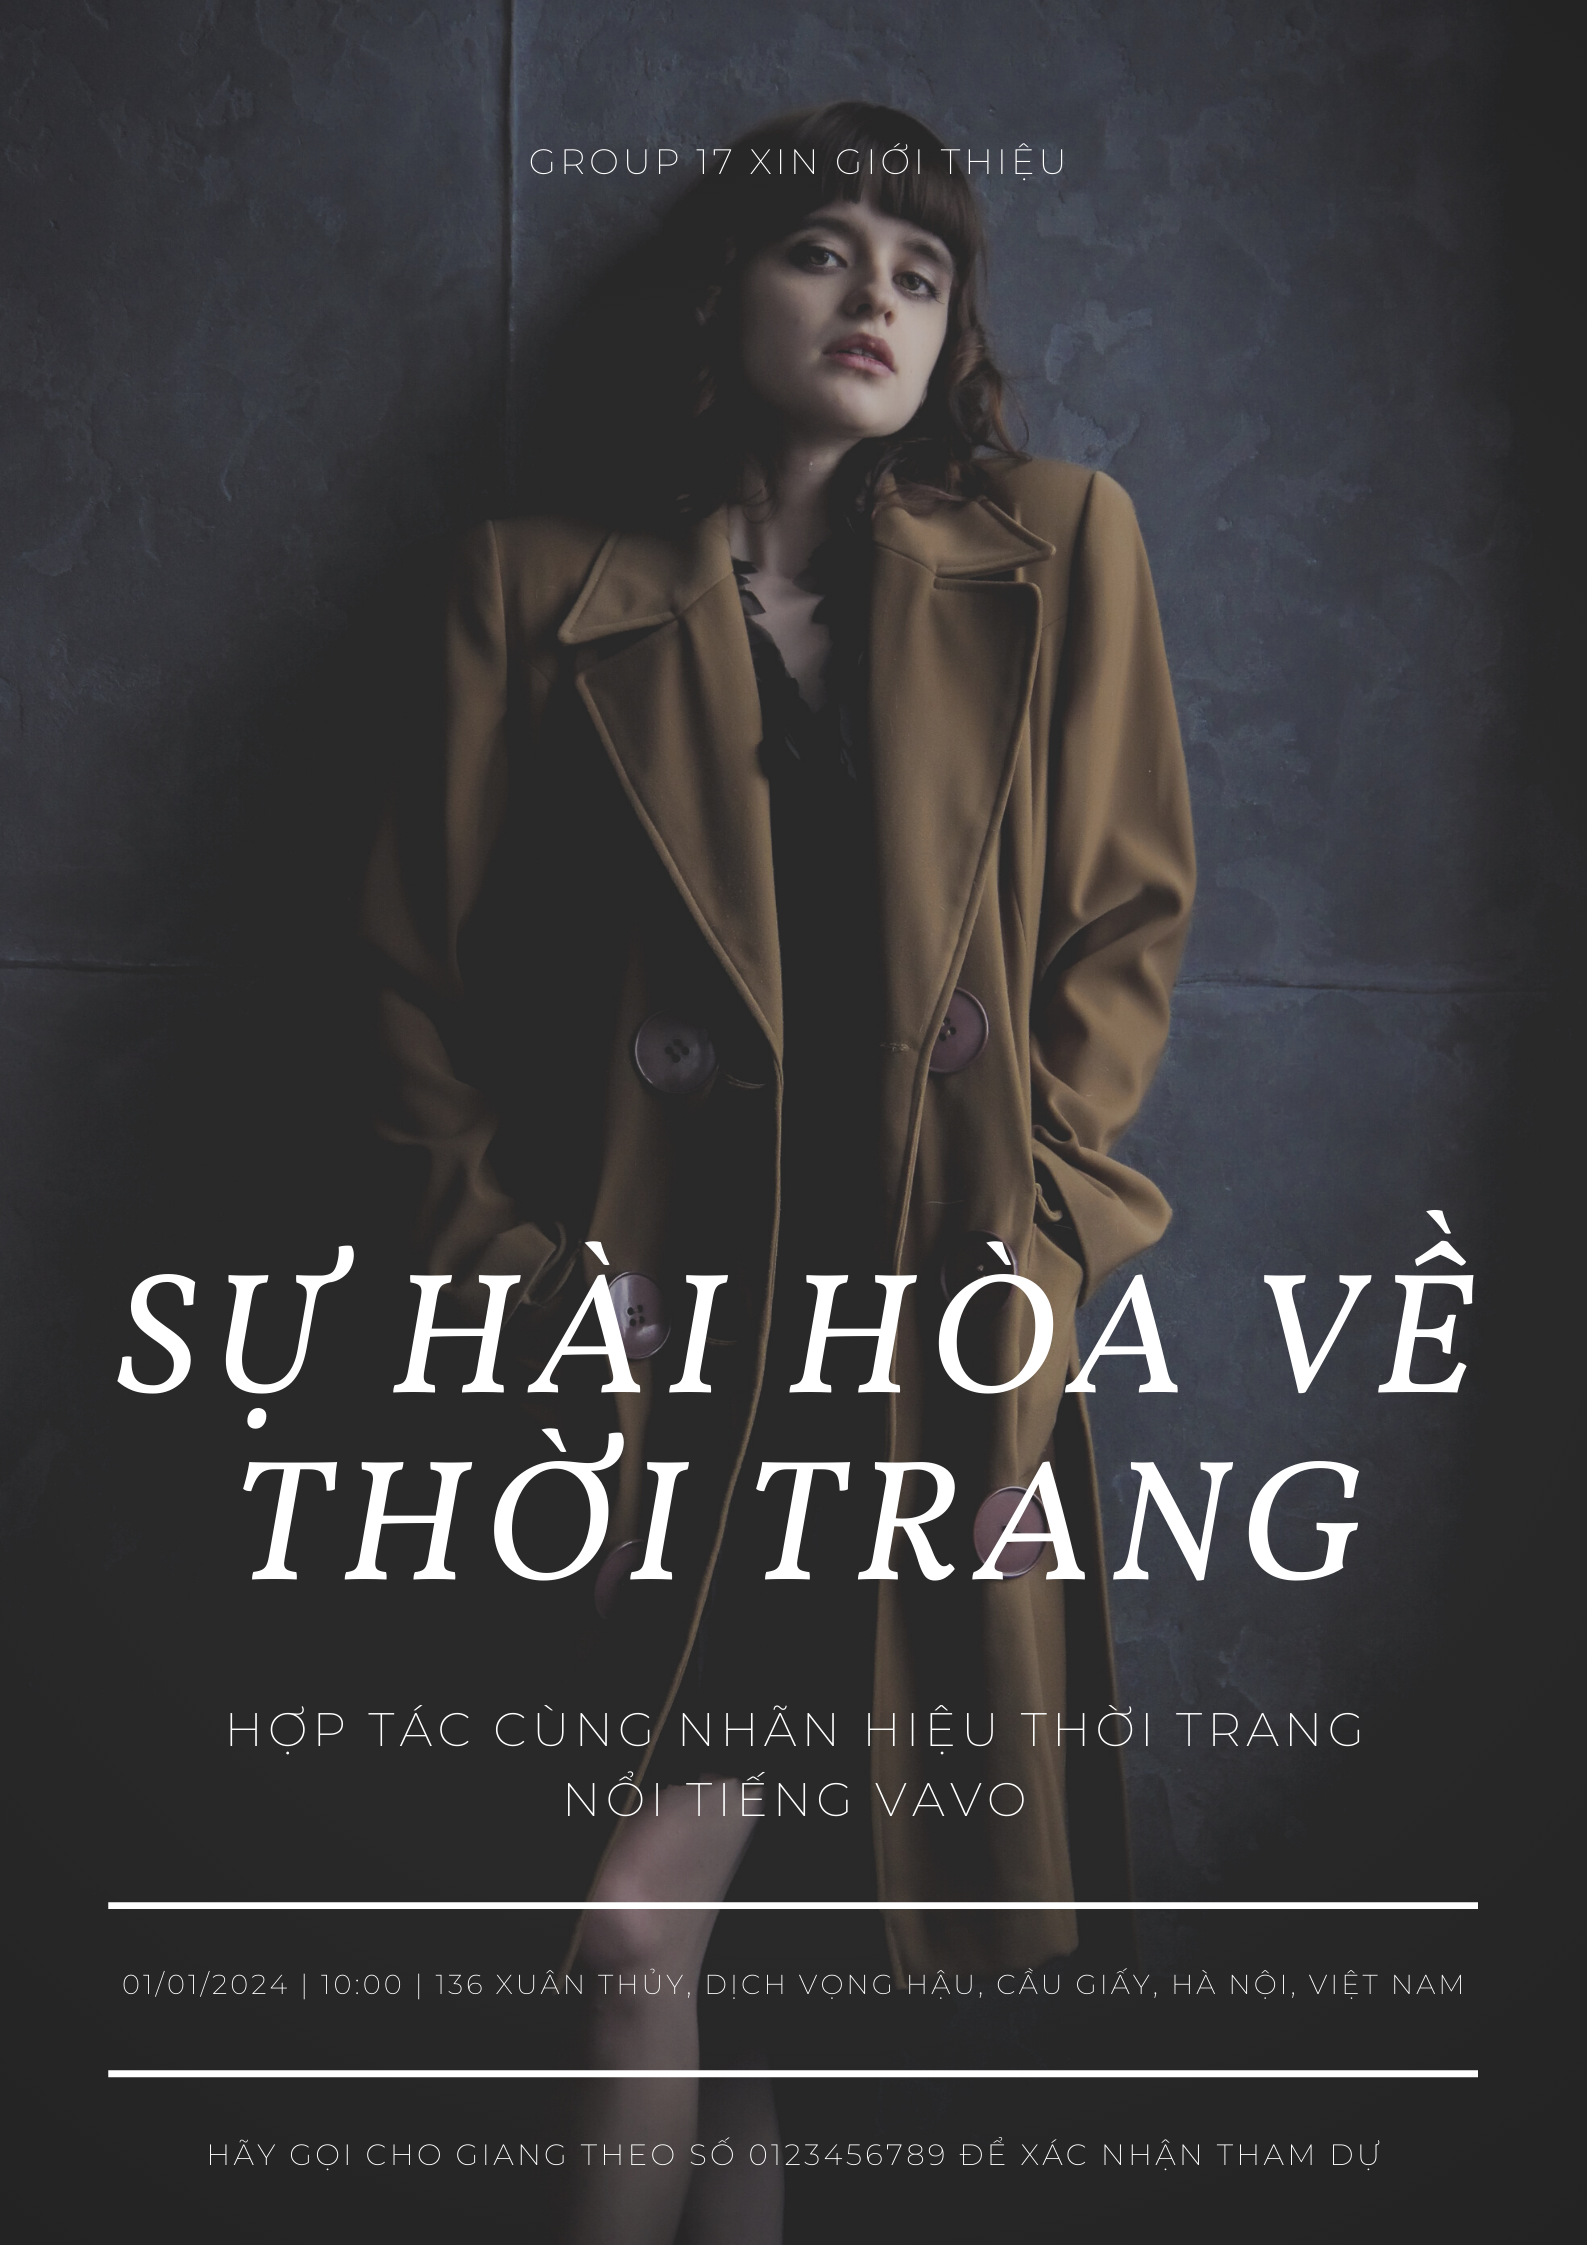 GROUP 17 XIN GIỚI THIỆU
SỰ HÀI HÒA VỀ
THỜI TRANG
HỢP TÁC CÙNG NHÃN HIỆU THỜI TRANG
NỔI TIẾNG VAVO
01/01/2024 | 10:00 | 136 XUÂN THỦY, DỊCH VỌNG HẬU, CẦU GIẤY, HÀ NỘI, VIỆT NAM
HÃY GỌI CHO GIANG THEO SỐ 0123456789 ĐỂ XÁC NHẬN THAM DỰ